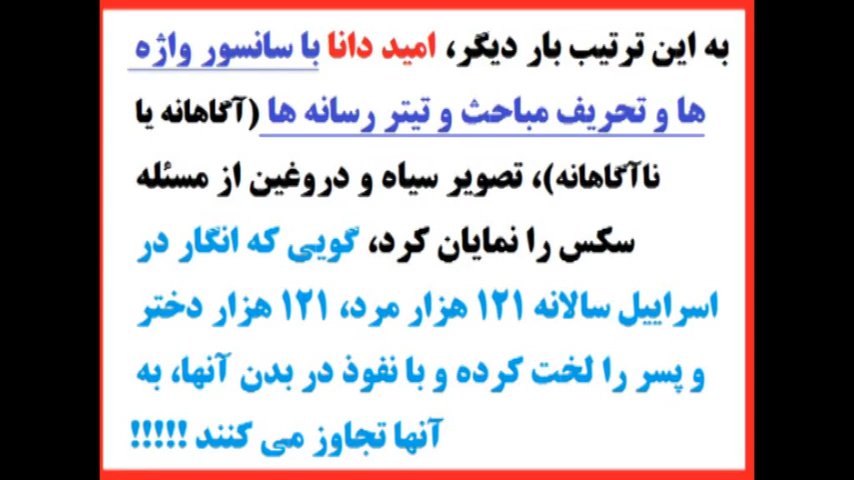 به این ترتیب بار دیگر، امید دانا با سانسور واژه
ها و تحریف مباحث و تیتر رسانه ها (آگاهانه یا
ناآگاهانه)، تصویر سیاه و دروغین از مسئله
سکس را نمایان کرد، گویی که انگار در
اسراییل سالانه ۱۲۱ هزار مرد، ۱۲۱ هزار دختر
و پسر را لخت کرده و با نفوذ در بدن آنها، به
آنها تجاوز می کنند !!!!!